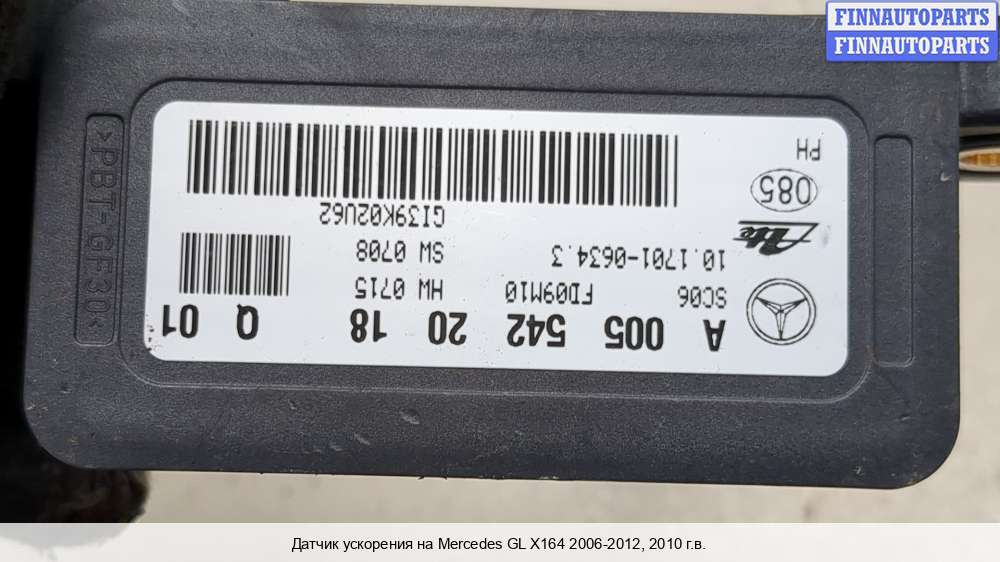 FINNAUTOPARTS
FINNAUTOPARTS
A 005 542 20 18 Q 01
SC06 FD09M10 HW 0715
10.1701-0634.3 SW 0708
Ate
GI39K02U62
085
PH
>PBT-GF30<
Датчик ускорения на Mercedes GL X164 2006-2012, 2010 г.в.